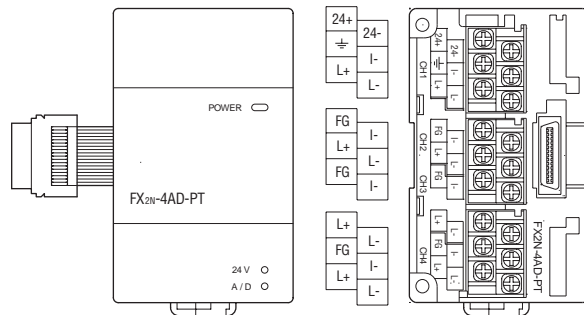 POWER
FX2N-4AD-PT
24 V
A / D
24+
24-
⏚
I-
L+
L-
FG
I-
L+
L-
FG
I-
L+
L-
FG
I-
L+
L-
CH1
24+
24-
⏚
I-
L+
L-
CH2
FG
I-
L+
L-
CH3
FG
I-
L+
L-
CH4
FG
I-
L+
L-
FX2N-4AD-PT